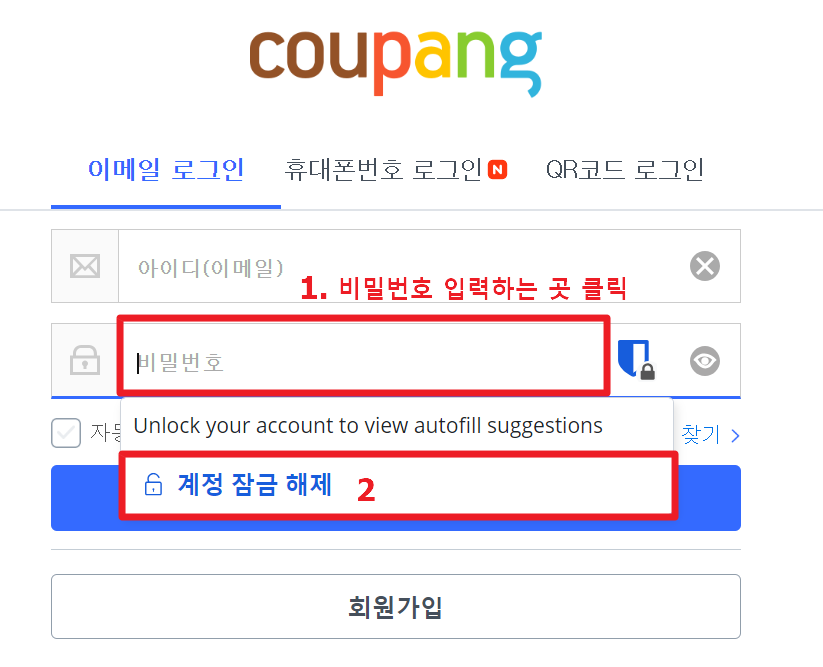 coupang
이메일 로그인 휴대폰번호 로그인 N QR코드 로그인
아이디(이메일)
1. 비밀번호 입력하는 곳 클릭
비밀번호
Unlock your account to view autofill suggestions
찾기
계정 잠금 해제 2
회원가입